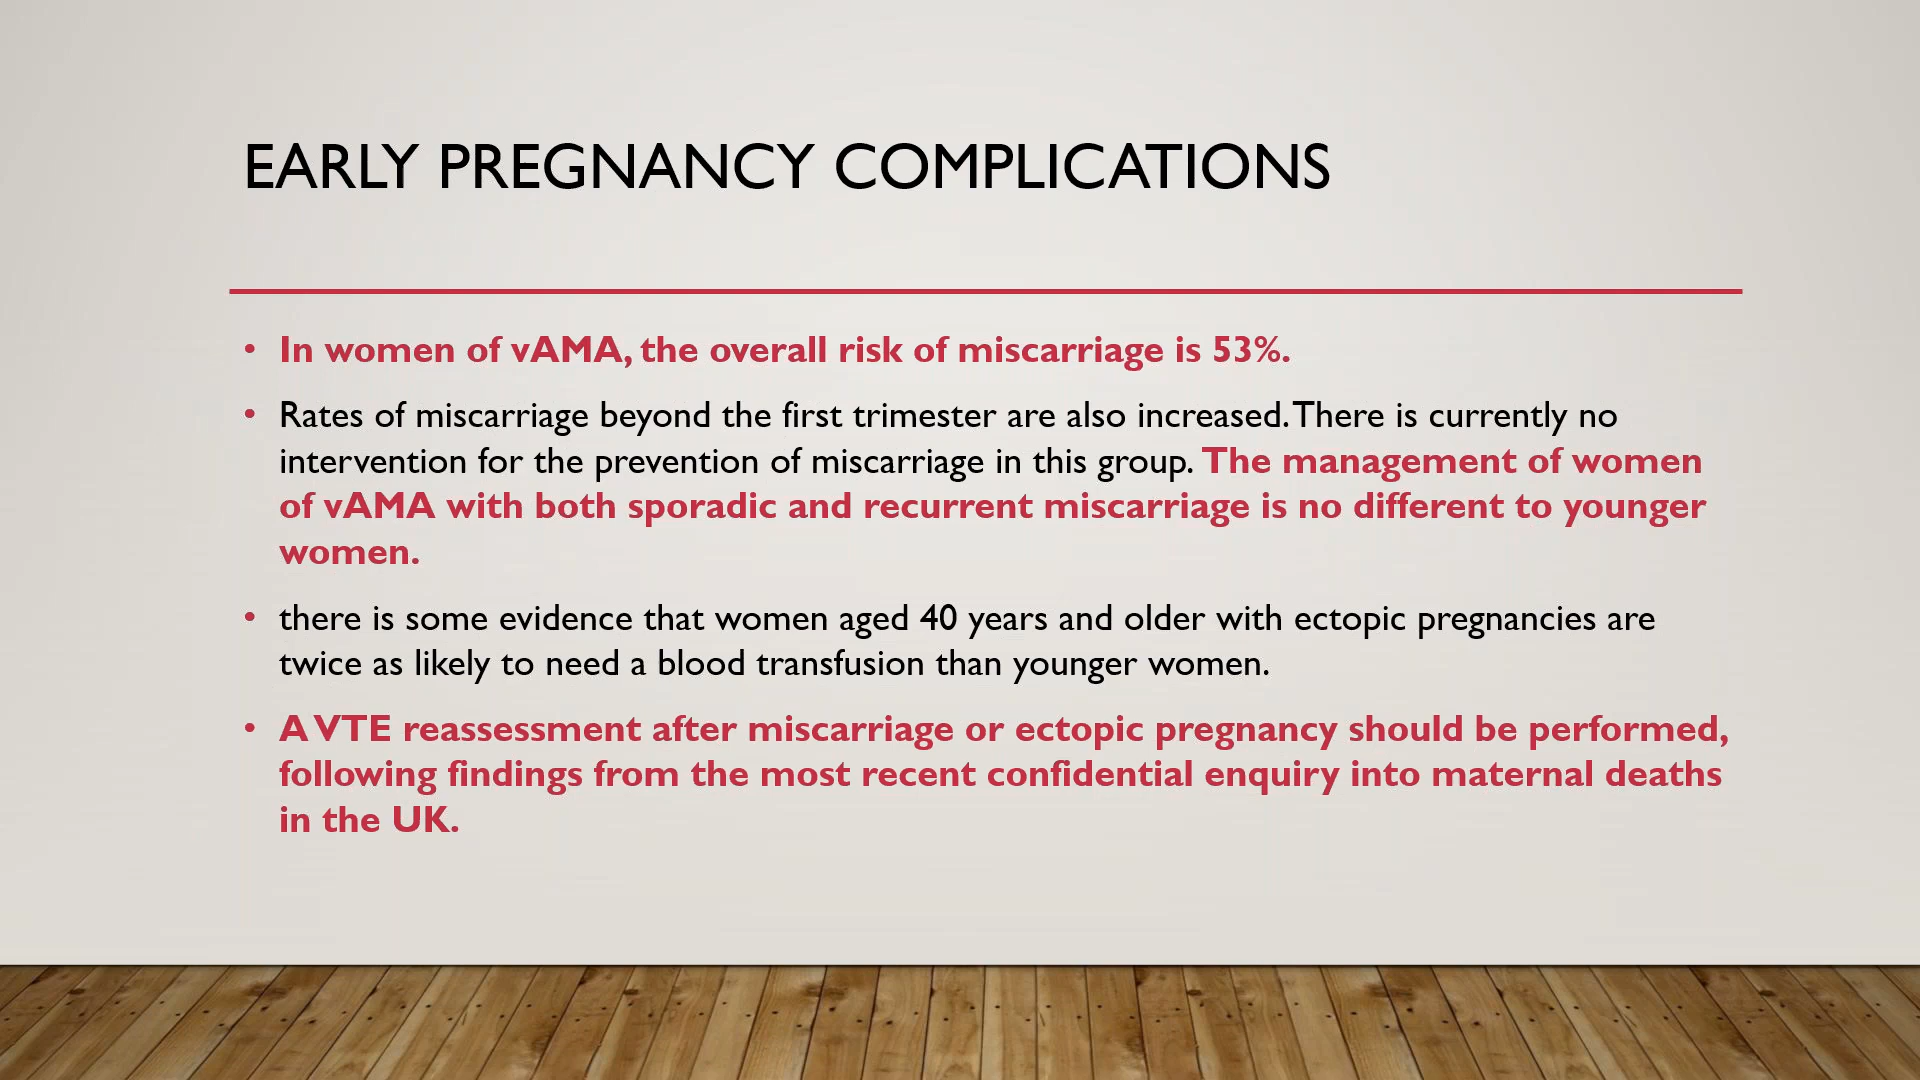 EARLY PREGNANCY COMPLICATIONS
• In women of vAMA, the overall risk of miscarriage is 53%.
• Rates of miscarriage beyond the first trimester are also increased. There is currently no
intervention for the prevention of miscarriage in this group. The management of women
of vAMA with both sporadic and recurrent miscarriage is no different to younger
women.
• there is some evidence that women aged 40 years and older with ectopic pregnancies are
twice as likely to need a blood transfusion than younger women.
• A VTE reassessment after miscarriage or ectopic pregnancy should be performed,
following findings from the most recent confidential enquiry into maternal deaths
in the UK.